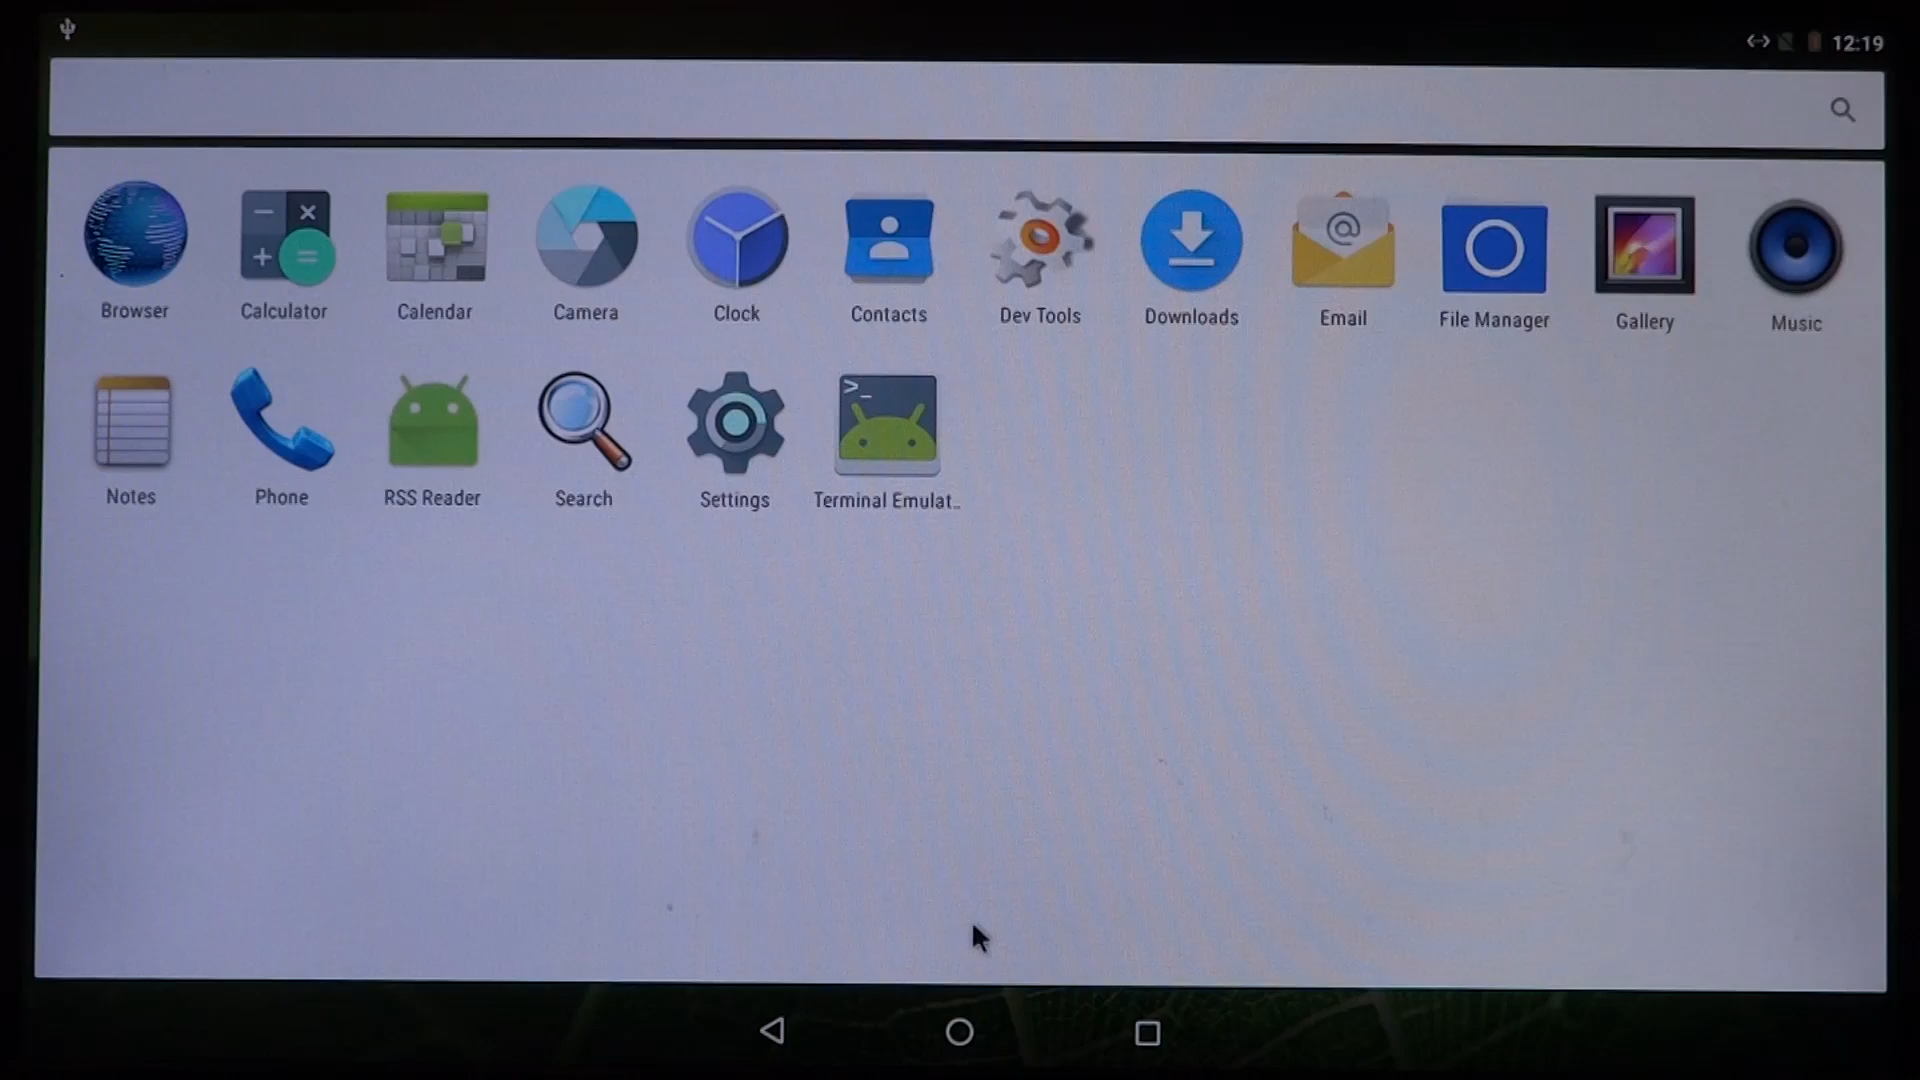 12:19
Browser
Calculator
Calendar
Camera
Clock
Contacts
Dev Tools
Downloads
Email
File Manager
Gallery
Music
Notes
Phone
RSS Reader
Search
Settings
Terminal Emulat...